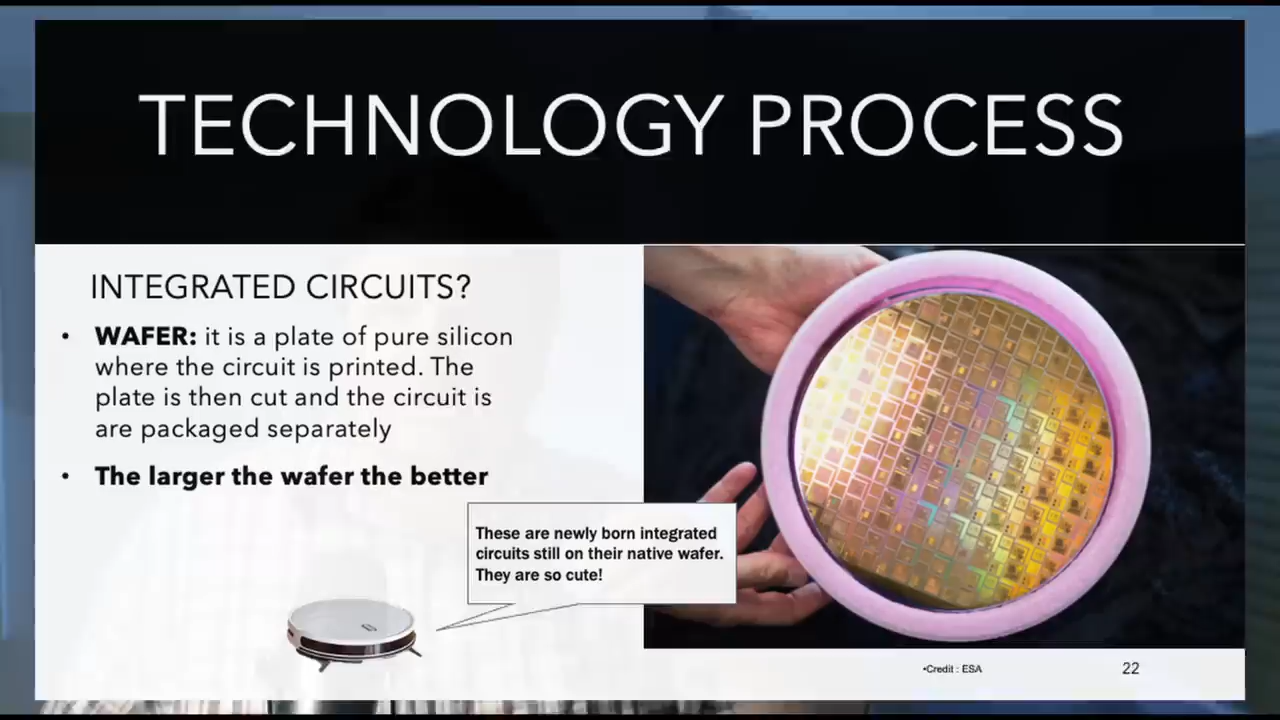 TECHNOLOGY PROCESS
INTEGRATED CIRCUITS?
• WAFER: it is a plate of pure silicon
where the circuit is printed. The
plate is then cut and the circuit is
are packaged separately
• The larger the wafer the better
These are newly born integrated
circuits still on their native wafer.
They are so cute!
•Credit : ESA
22